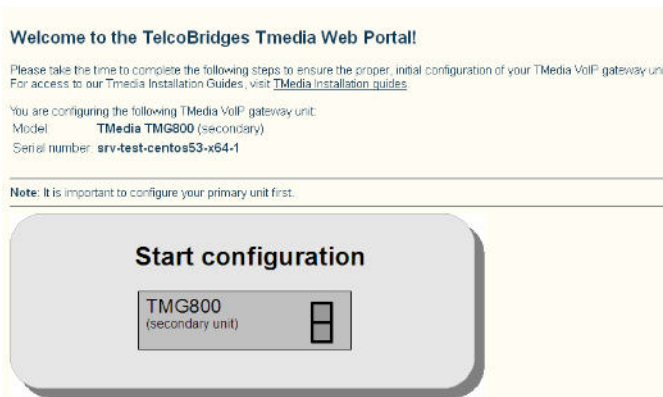 Welcome to the TelcoBridges Tmedia Web Portal!
Please take the time to complete the following steps to ensure the proper, initial configuration of your TMedia VoIP gateway uni
For access to our Tmedia Installation Guides, visit TMedia Installation guides.
You are configuring the following TMedia VoIP gateway unit:
Model: TMedia TMG800 (secondary)
Serial number: srv-test-centos53-x64-1
Note: It is important to configure your primary unit first.
Start configuration
TMG800
(secondary unit)